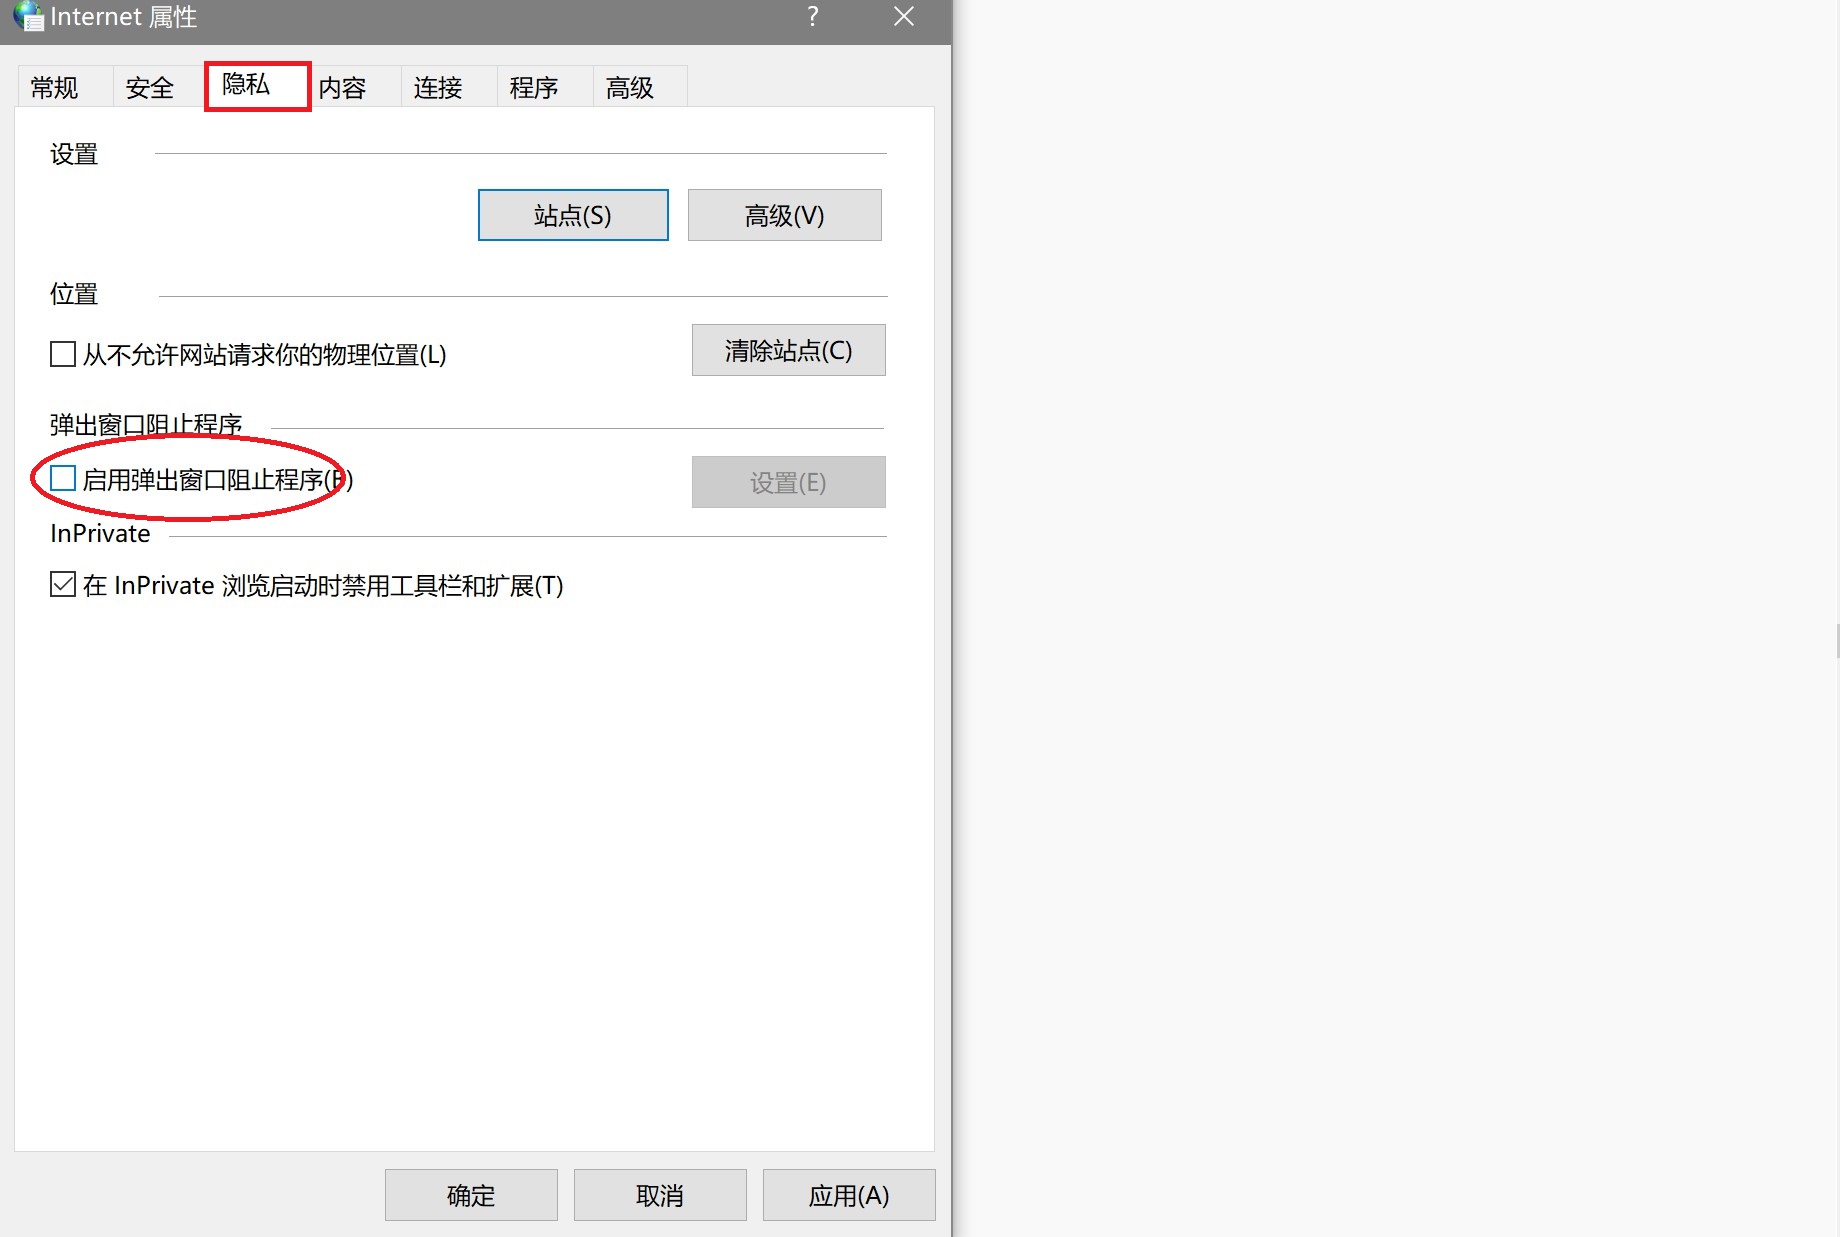 Internet 属性
?
常规 安全 隐私 内容 连接 程序 高级
设置
站点(S) 高级(V)
位置
从不允许网站请求你的物理位置(L) 清除站点(C)
弹出窗口阻止程序
启用弹出窗口阻止程序(B) 设置(E)
InPrivate
在 InPrivate 浏览启动时禁用工具栏和扩展(T)
确定 取消 应用(A)